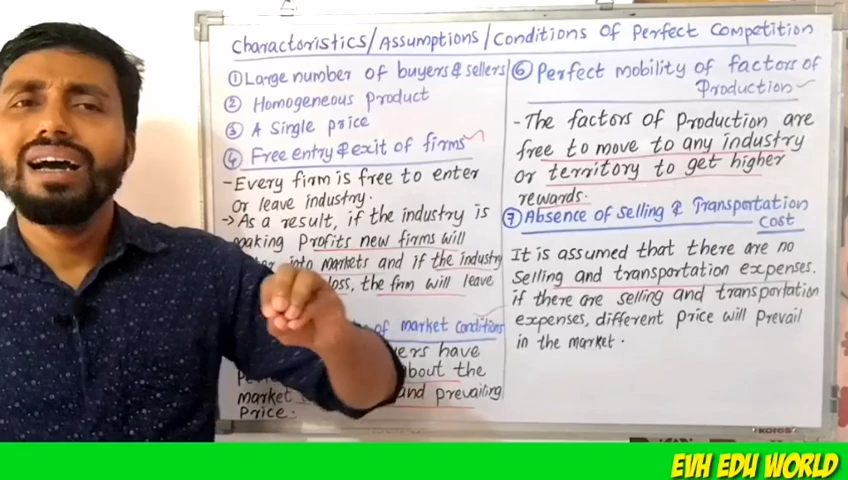 Charactoristics/Assumptions/Conditions Of Perfect Competition
① Large number of buyers & sellers
② Homogeneous product
③ A Single price
④ Free entry & exit of firms
- Every firm is free to enter
or leave industry.
→ As a result, if the industry is
making Profits new firms will
into markets and if the industry
loss, the firm will leave
of market conditions
have
about the
market and prevailing
Price.
⑥ Perfect mobility of factors of
Production
- The factors of Production are
free to move to any industry
or territory to get higher
rewards.
⑦ Absence of Selling & Transportation
Cost
It is assumed that there are no
Selling and transportation expenses.
if there are selling and transportation
expenses, different price will prevail
in the market.
KORES
EVH EDU WORLD